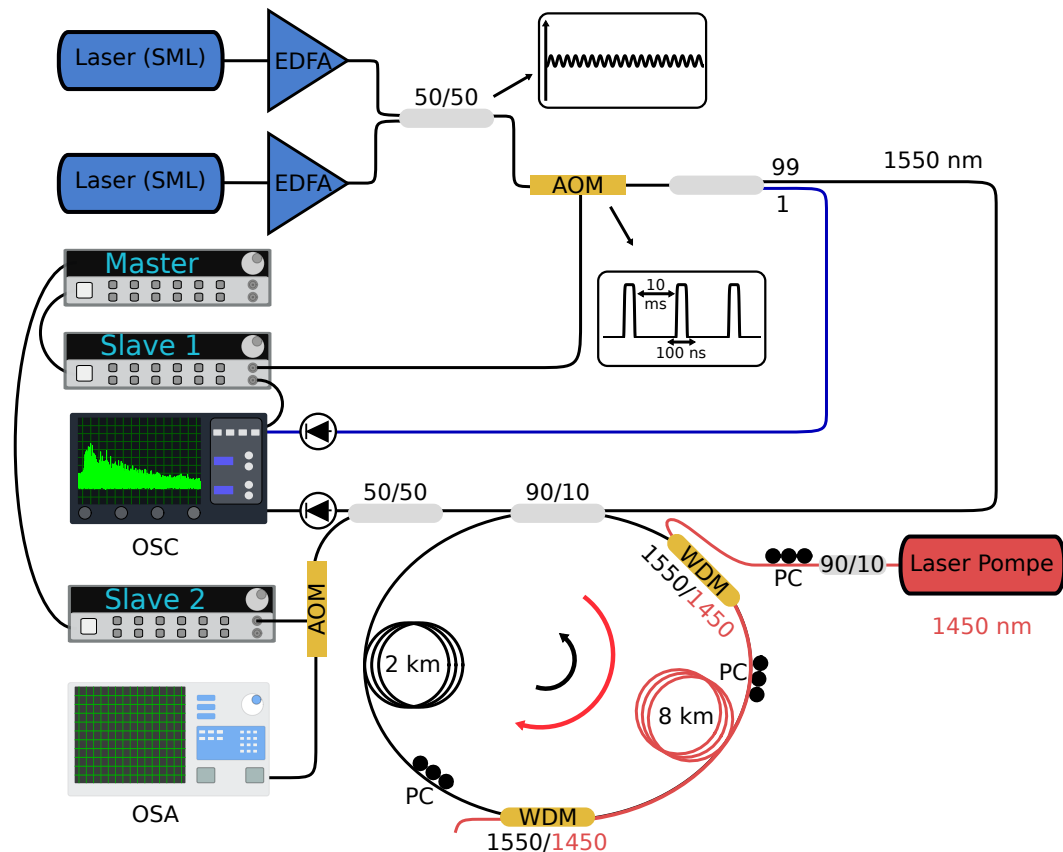 Laser (SML)
EDFA
50/50
Laser (SML)
EDFA
AOM
99
1
1550 nm
10
ms
100 ns
Master
Slave 1
OSC
50/50
90/10
WDM
1550/1450
PC
90/10
Laser Pompe
1450 nm
AOM
Slave 2
2 km
8 km
PC
PC
WDM
1550/1450
OSA